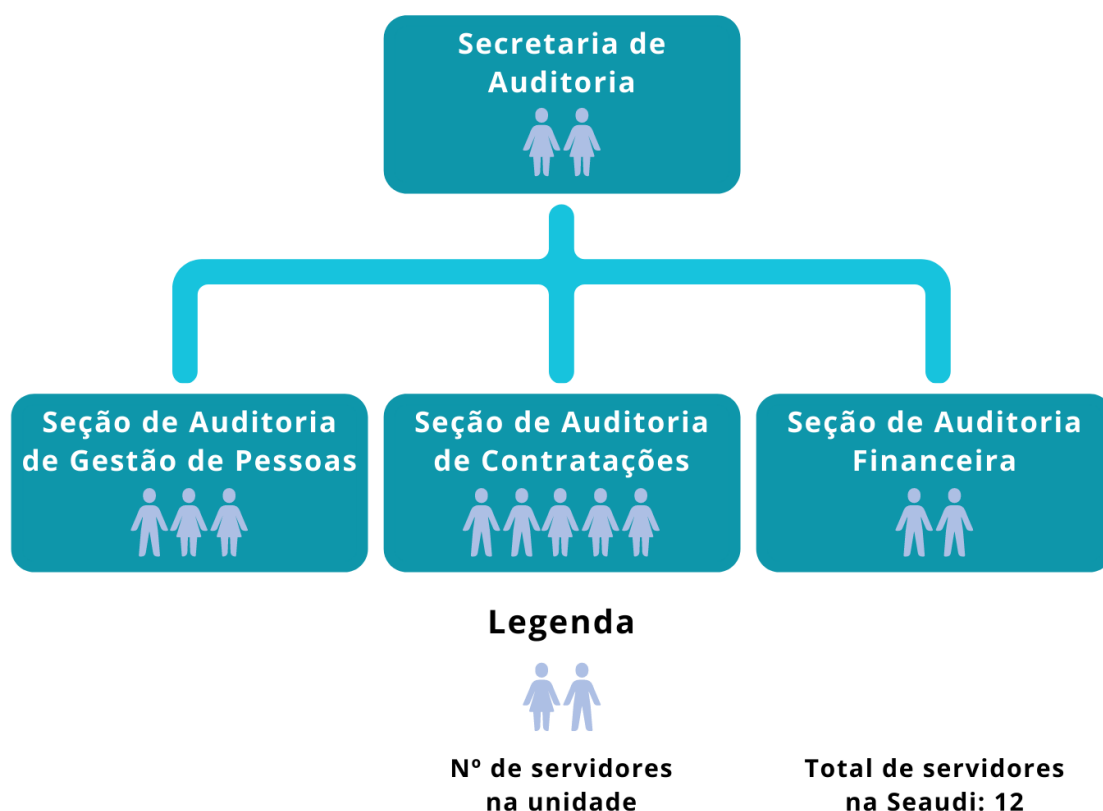 Secretaria de
Auditoria
Seção de Auditoria
de Gestão de Pessoas
Seção de Auditoria
de Contratações
Seção de Auditoria
Financeira
Legenda
Nº de servidores
na unidade
Total de servidores
na Seaudi: 12